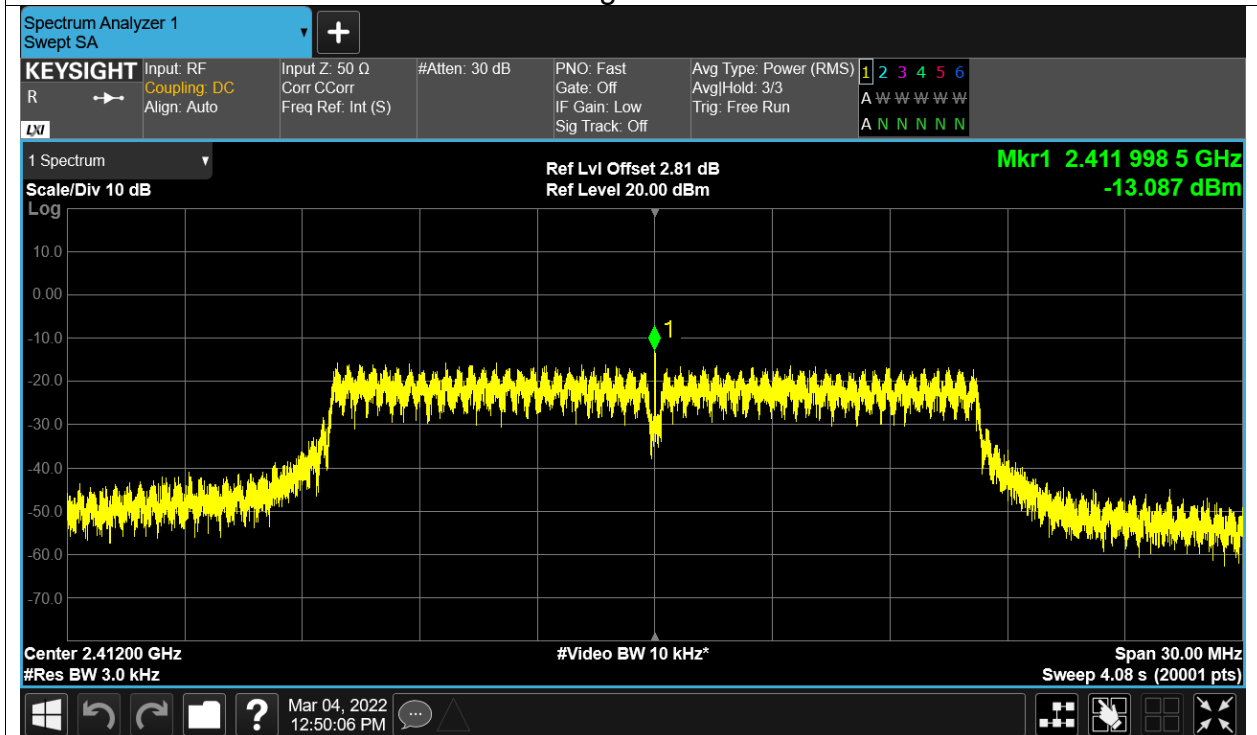 Spectrum Analyzer 1
Swept SA
+
KEYSIGHT Input: RF Input Z: 50 Ω #Atten: 30 dB PNO: Fast Avg Type: Power (RMS) 1 2 3 4 5 6
R Coupling: DC Corr CCorr Gate: Off Avg|Hold: 3/3 A W W W W W
Align: Auto Freq Ref: Int (S) IF Gain: Low Trig: Free Run
LXI Sig Track: Off A N N N N N
1 Spectrum Ref Lvl Offset 2.81 dB Mkr1 2.411 998 5 GHz
Scale/Div 10 dB Ref Level 20.00 dBm -13.087 dBm
Log
10.0
0.00
-10.0 1
-20.0
-30.0
-40.0
-50.0
-60.0
-70.0
Center 2.41200 GHz #Video BW 10 kHz* Span 30.00 MHz
#Res BW 3.0 kHz Sweep 4.08 s (20001 pts)
? Mar 04, 2022
12:50:06 PM